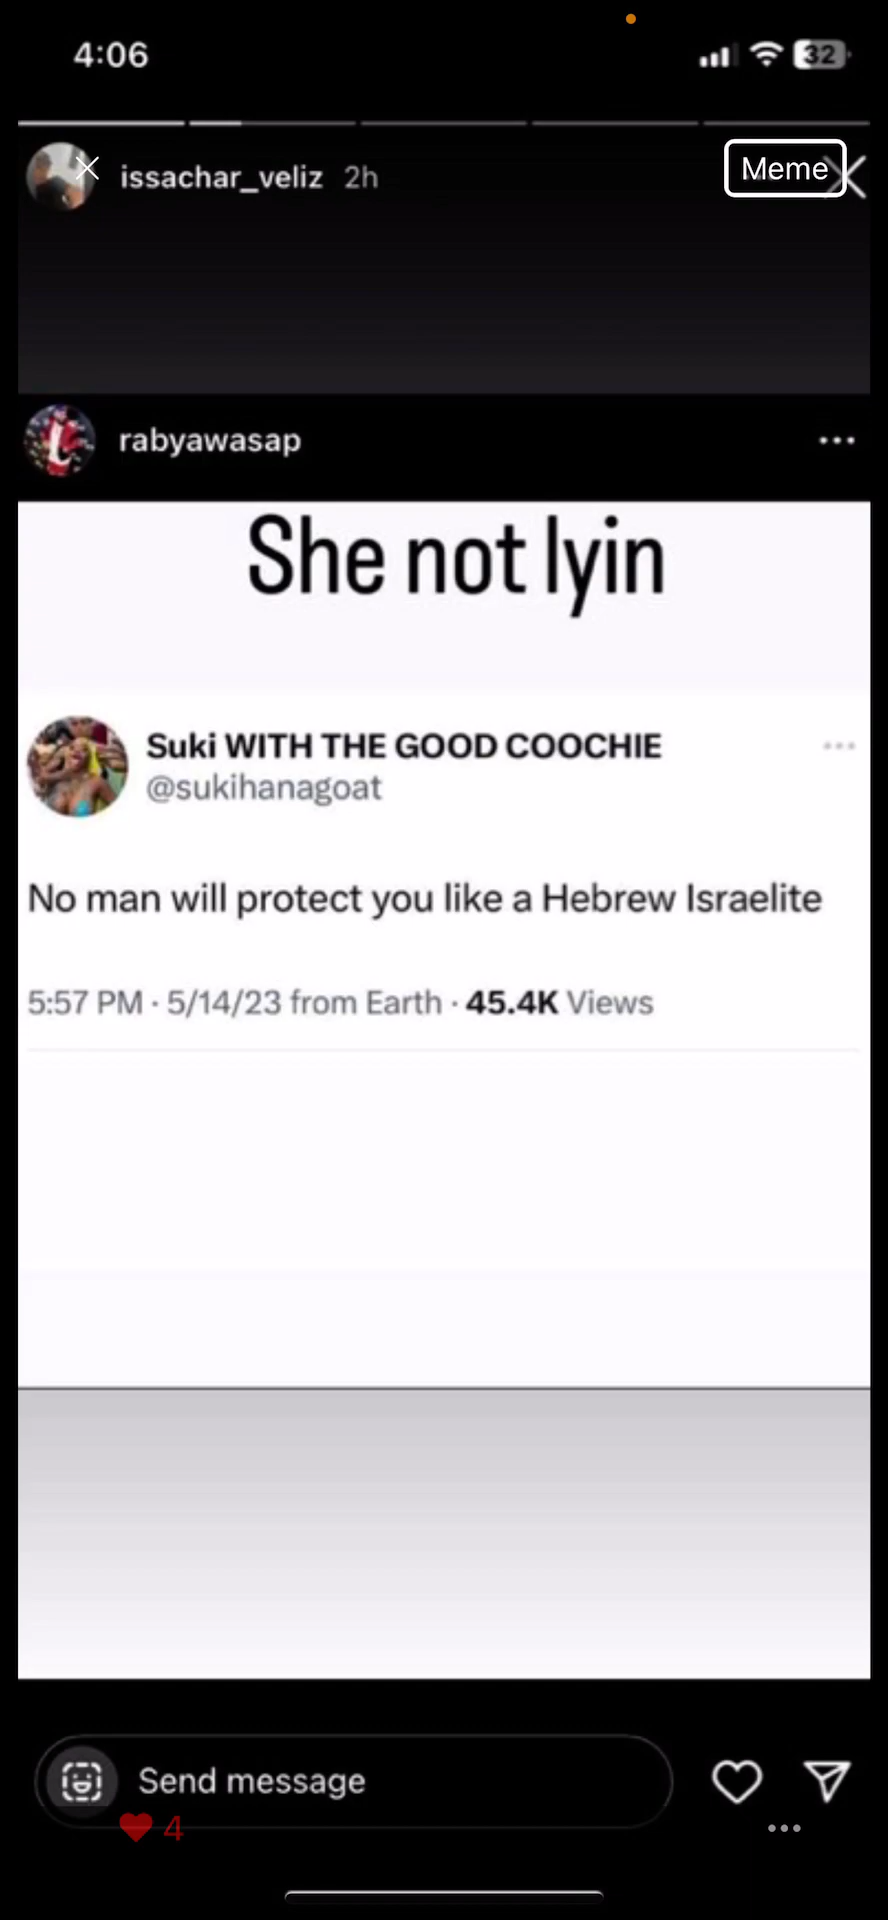 4:06
32
issachar_veliz 2h
Meme
rabyawasap
She not lyin
Suki WITH THE GOOD COOCHIE
@sukihanagoat
No man will protect you like a Hebrew Israelite
5:57 PM · 5/14/23 from Earth · 45.4K Views
Send message
4